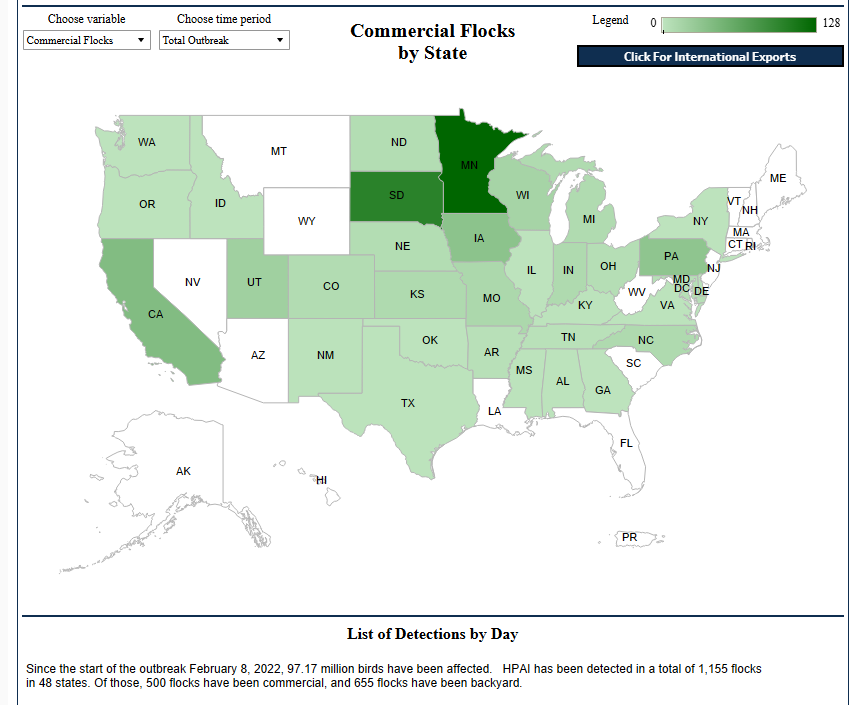 Choose variable
Choose time period
Commercial Flocks
by State
Legend
0
128
Commercial Flocks
Total Outbreak
Click For International Exports
WA
MT
ND
MN
ME
OR
ID
WY
SD
WI
MI
NY
VT
NH
MA
CT
RI
NV
UT
CO
NE
IA
IL
IN
OH
PA
NJ
MD
DC
DE
WV
VA
CA
KS
MO
KY
AZ
NM
OK
AR
TN
NC
SC
MS
AL
GA
TX
LA
FL
AK
HI
PR
List of Detections by Day
Since the start of the outbreak February 8, 2022, 97.17 million birds have been affected.   HPAI has been detected in a total of 1,155 flocks
in 48 states. Of those, 500 flocks have been commercial, and 655 flocks have been backyard.